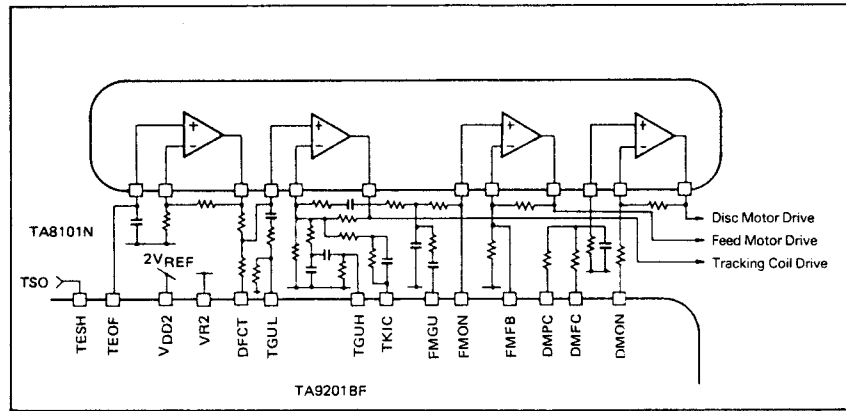 +
−
+
−
+
−
+
−
TA8101N
Disc Motor Drive
Feed Motor Drive
Tracking Coil Drive
2VREF
TSO
TESH
TEOF
VDD2
VR2
DFCT
TGUL
TGUH
TKIC
FMGU
FMON
FMFB
DMPC
DMFC
DMON
TA9201BF